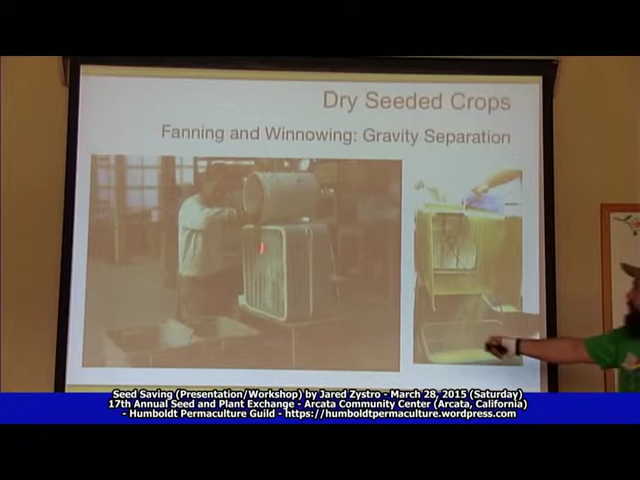 Dry Seeded Crops
Fanning and Winnowing: Gravity Separation
Seed Saving (Presentation/Workshop) by Jared Zystro - March 28, 2015 (Saturday)
17th Annual Seed and Plant Exchange - Arcata Community Center (Arcata, California)
- Humboldt Permaculture Guild - https://humboldtpermaculture.wordpress.com